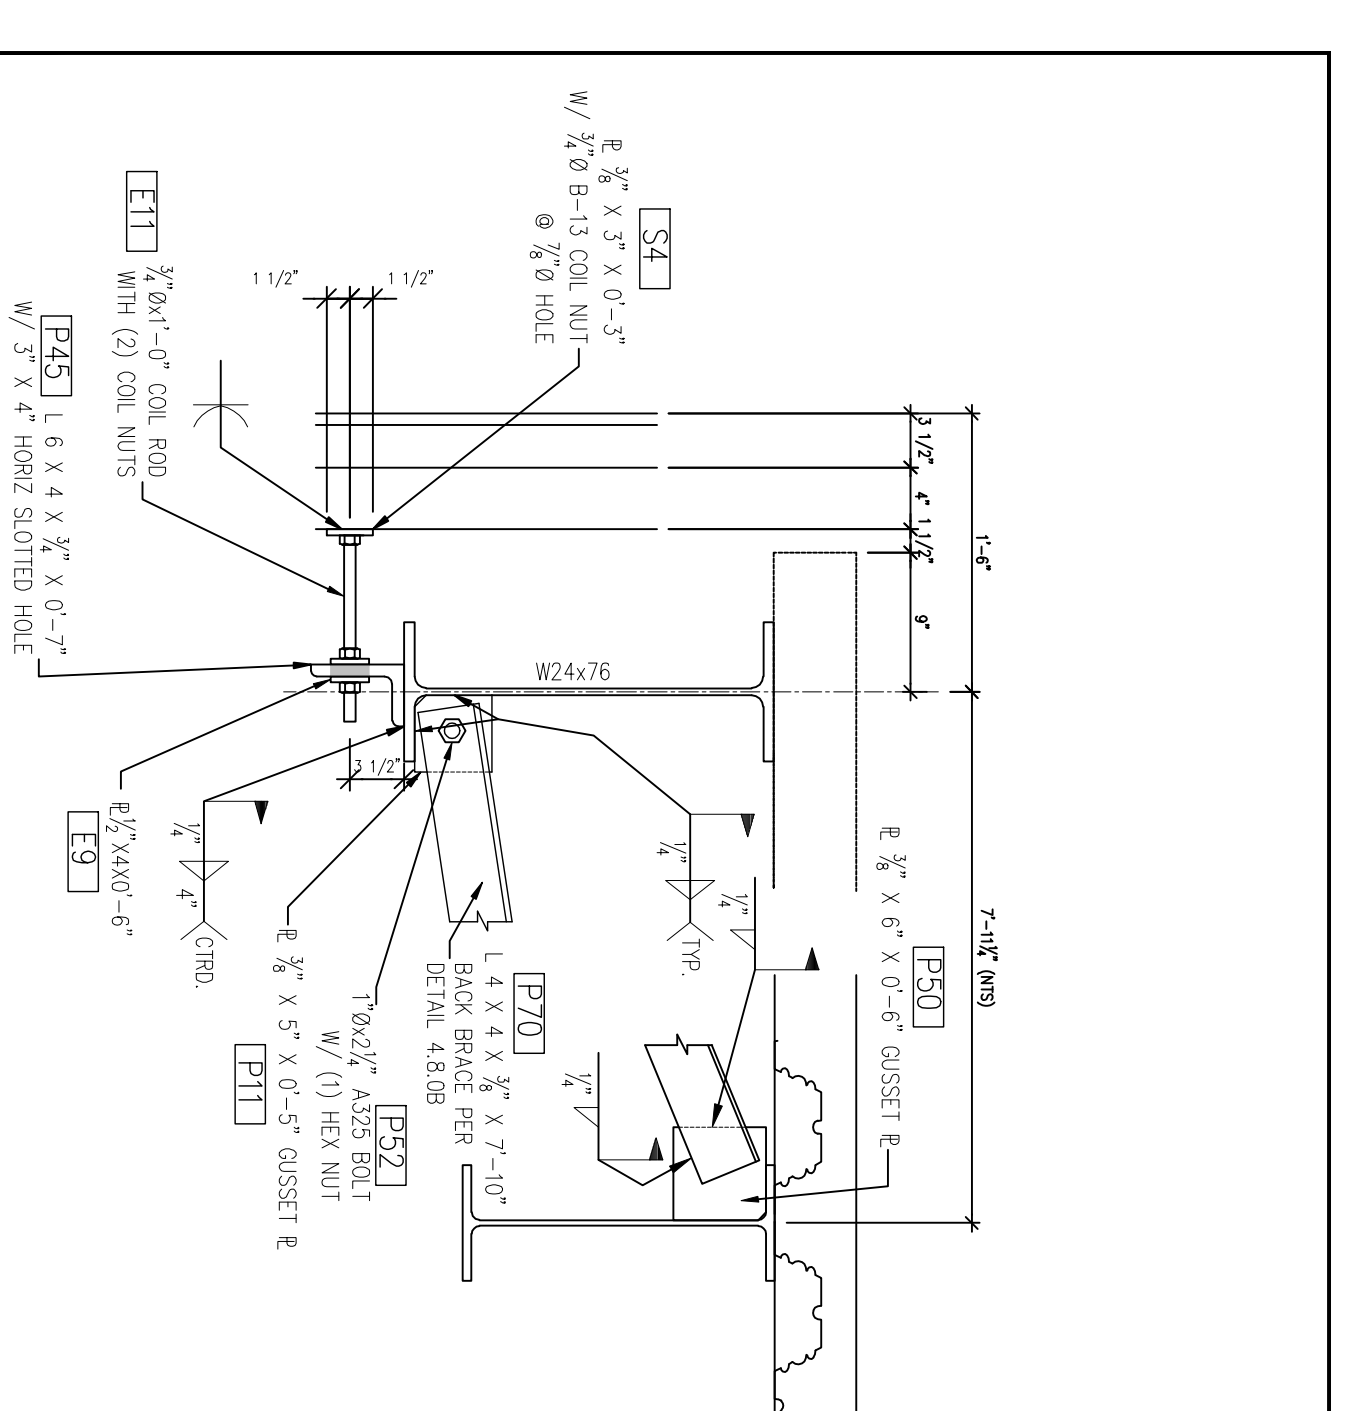 1'-6"
7'-11 1/4" (NTS)
3 1/2"
4"
1 1/2"
9"
S4
℄ 3/8" X 3" X 0'-3"
W/ 3/4" Ø B-13 COIL NUT
@ 7/8" Ø HOLE
P50
℄ 3/8" X 6" X 0'-6" GUSSET ℄
W24x76
1/4"
TYP.
1/4"
1/4"
1 1/2"
1 1/2"
P70
L 4 X 4 X 3/8" X 7'-10"
BACK BRACE PER
DETAIL 4.8.0B
P52
1"Øx2 1/4" A325 BOLT
W/ (1) HEX NUT
℄ 3/8" X 5" X 0'-5" GUSSET ℄
P11
3 1/2"
1/4"
4"
CTRD.
E11
3/4"Øx1'-0" COIL ROD
WITH (2) COIL NUTS
℄1/2"X4X0'-6"
E9
P45
L 6 X 4 X 3/4" X 0'-7"
W/ 3" X 4" HORIZ SLOTTED HOLE